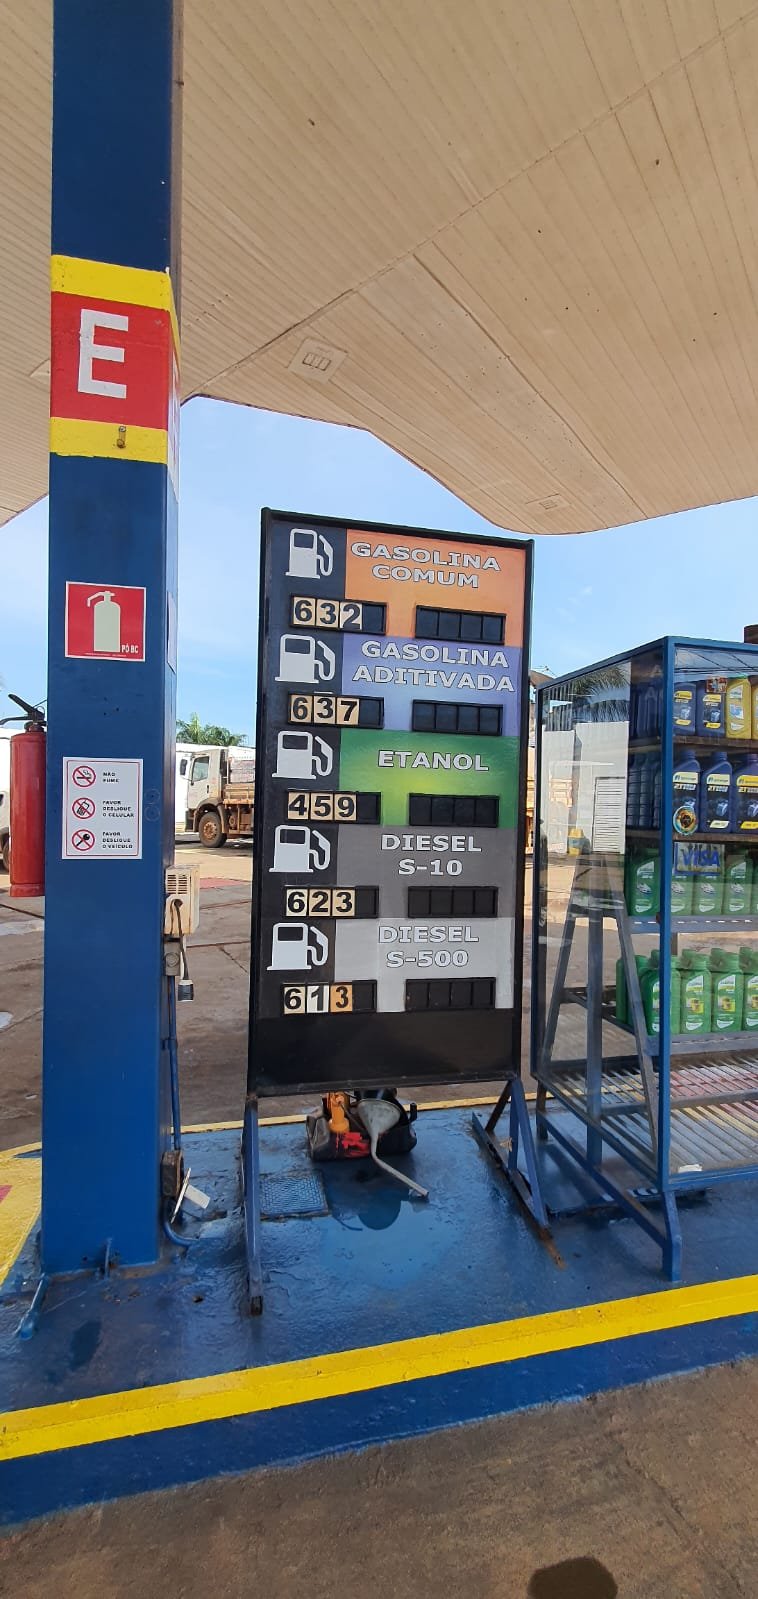 E
GASOLINA
COMUM
632
GASOLINA
ADITIVADA
637
ETANOL
459
DIESEL
S-10
623
DIESEL
S-500
613
PÓ BC
NÃO
FUME
FAVOR
DESLIGUE
O CELULAR
FAVOR
DESLIGUE
O VEÍCULO